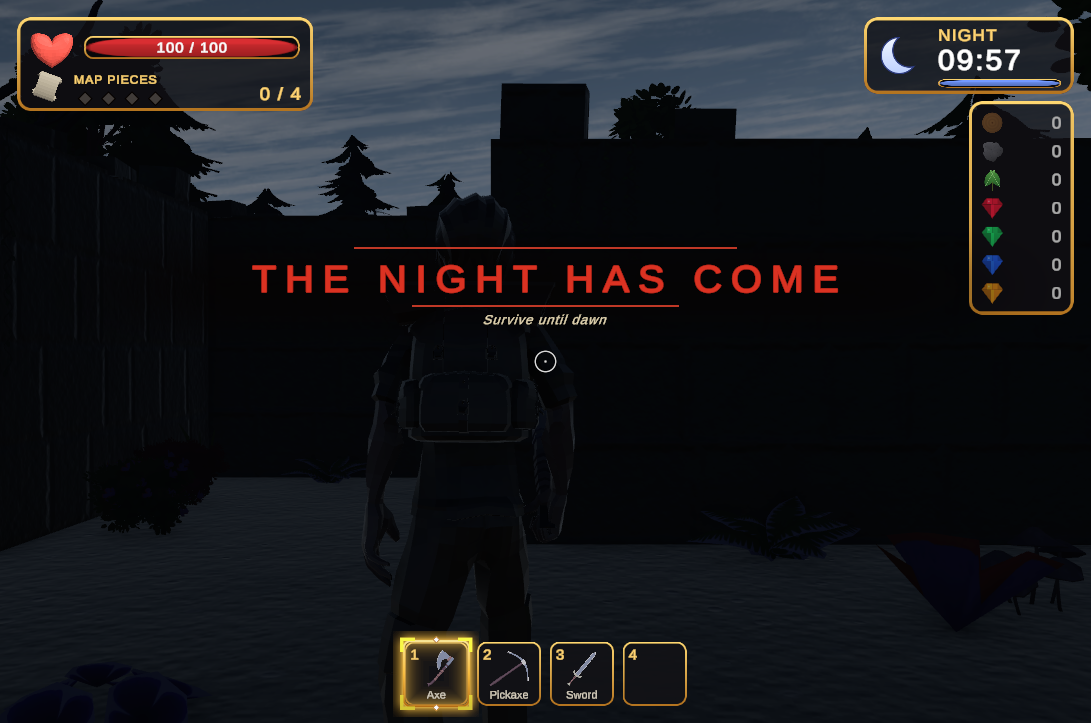 100 / 100
MAP PIECES
0 / 4
NIGHT
09:57
0
0
0
0
0
0
0
THE NIGHT HAS COME
Survive until dawn
1
Axe
2
Pickaxe
3
Sword
4